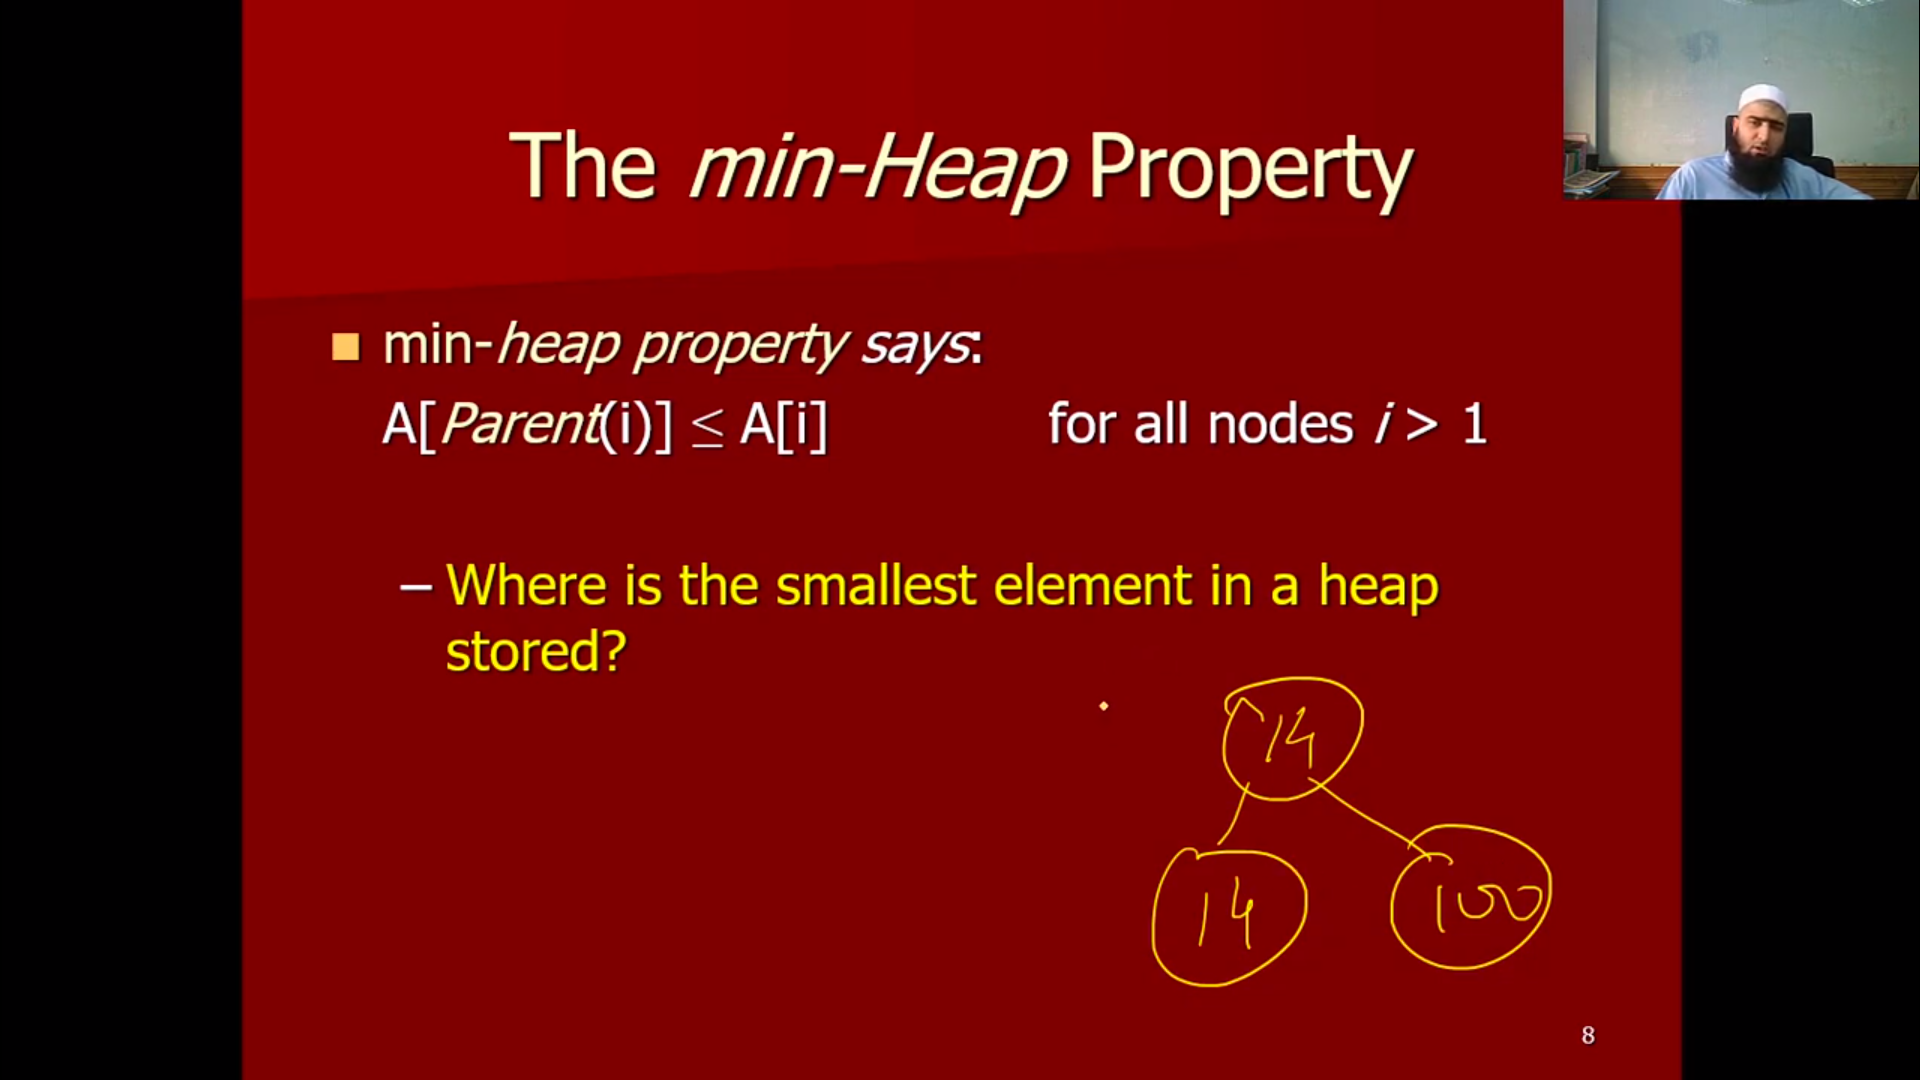 The min-Heap Property
min-heap property says:
A[Parent(i)] ≤ A[i] for all nodes i > 1
– Where is the smallest element in a heap
stored?
14
14
100
8